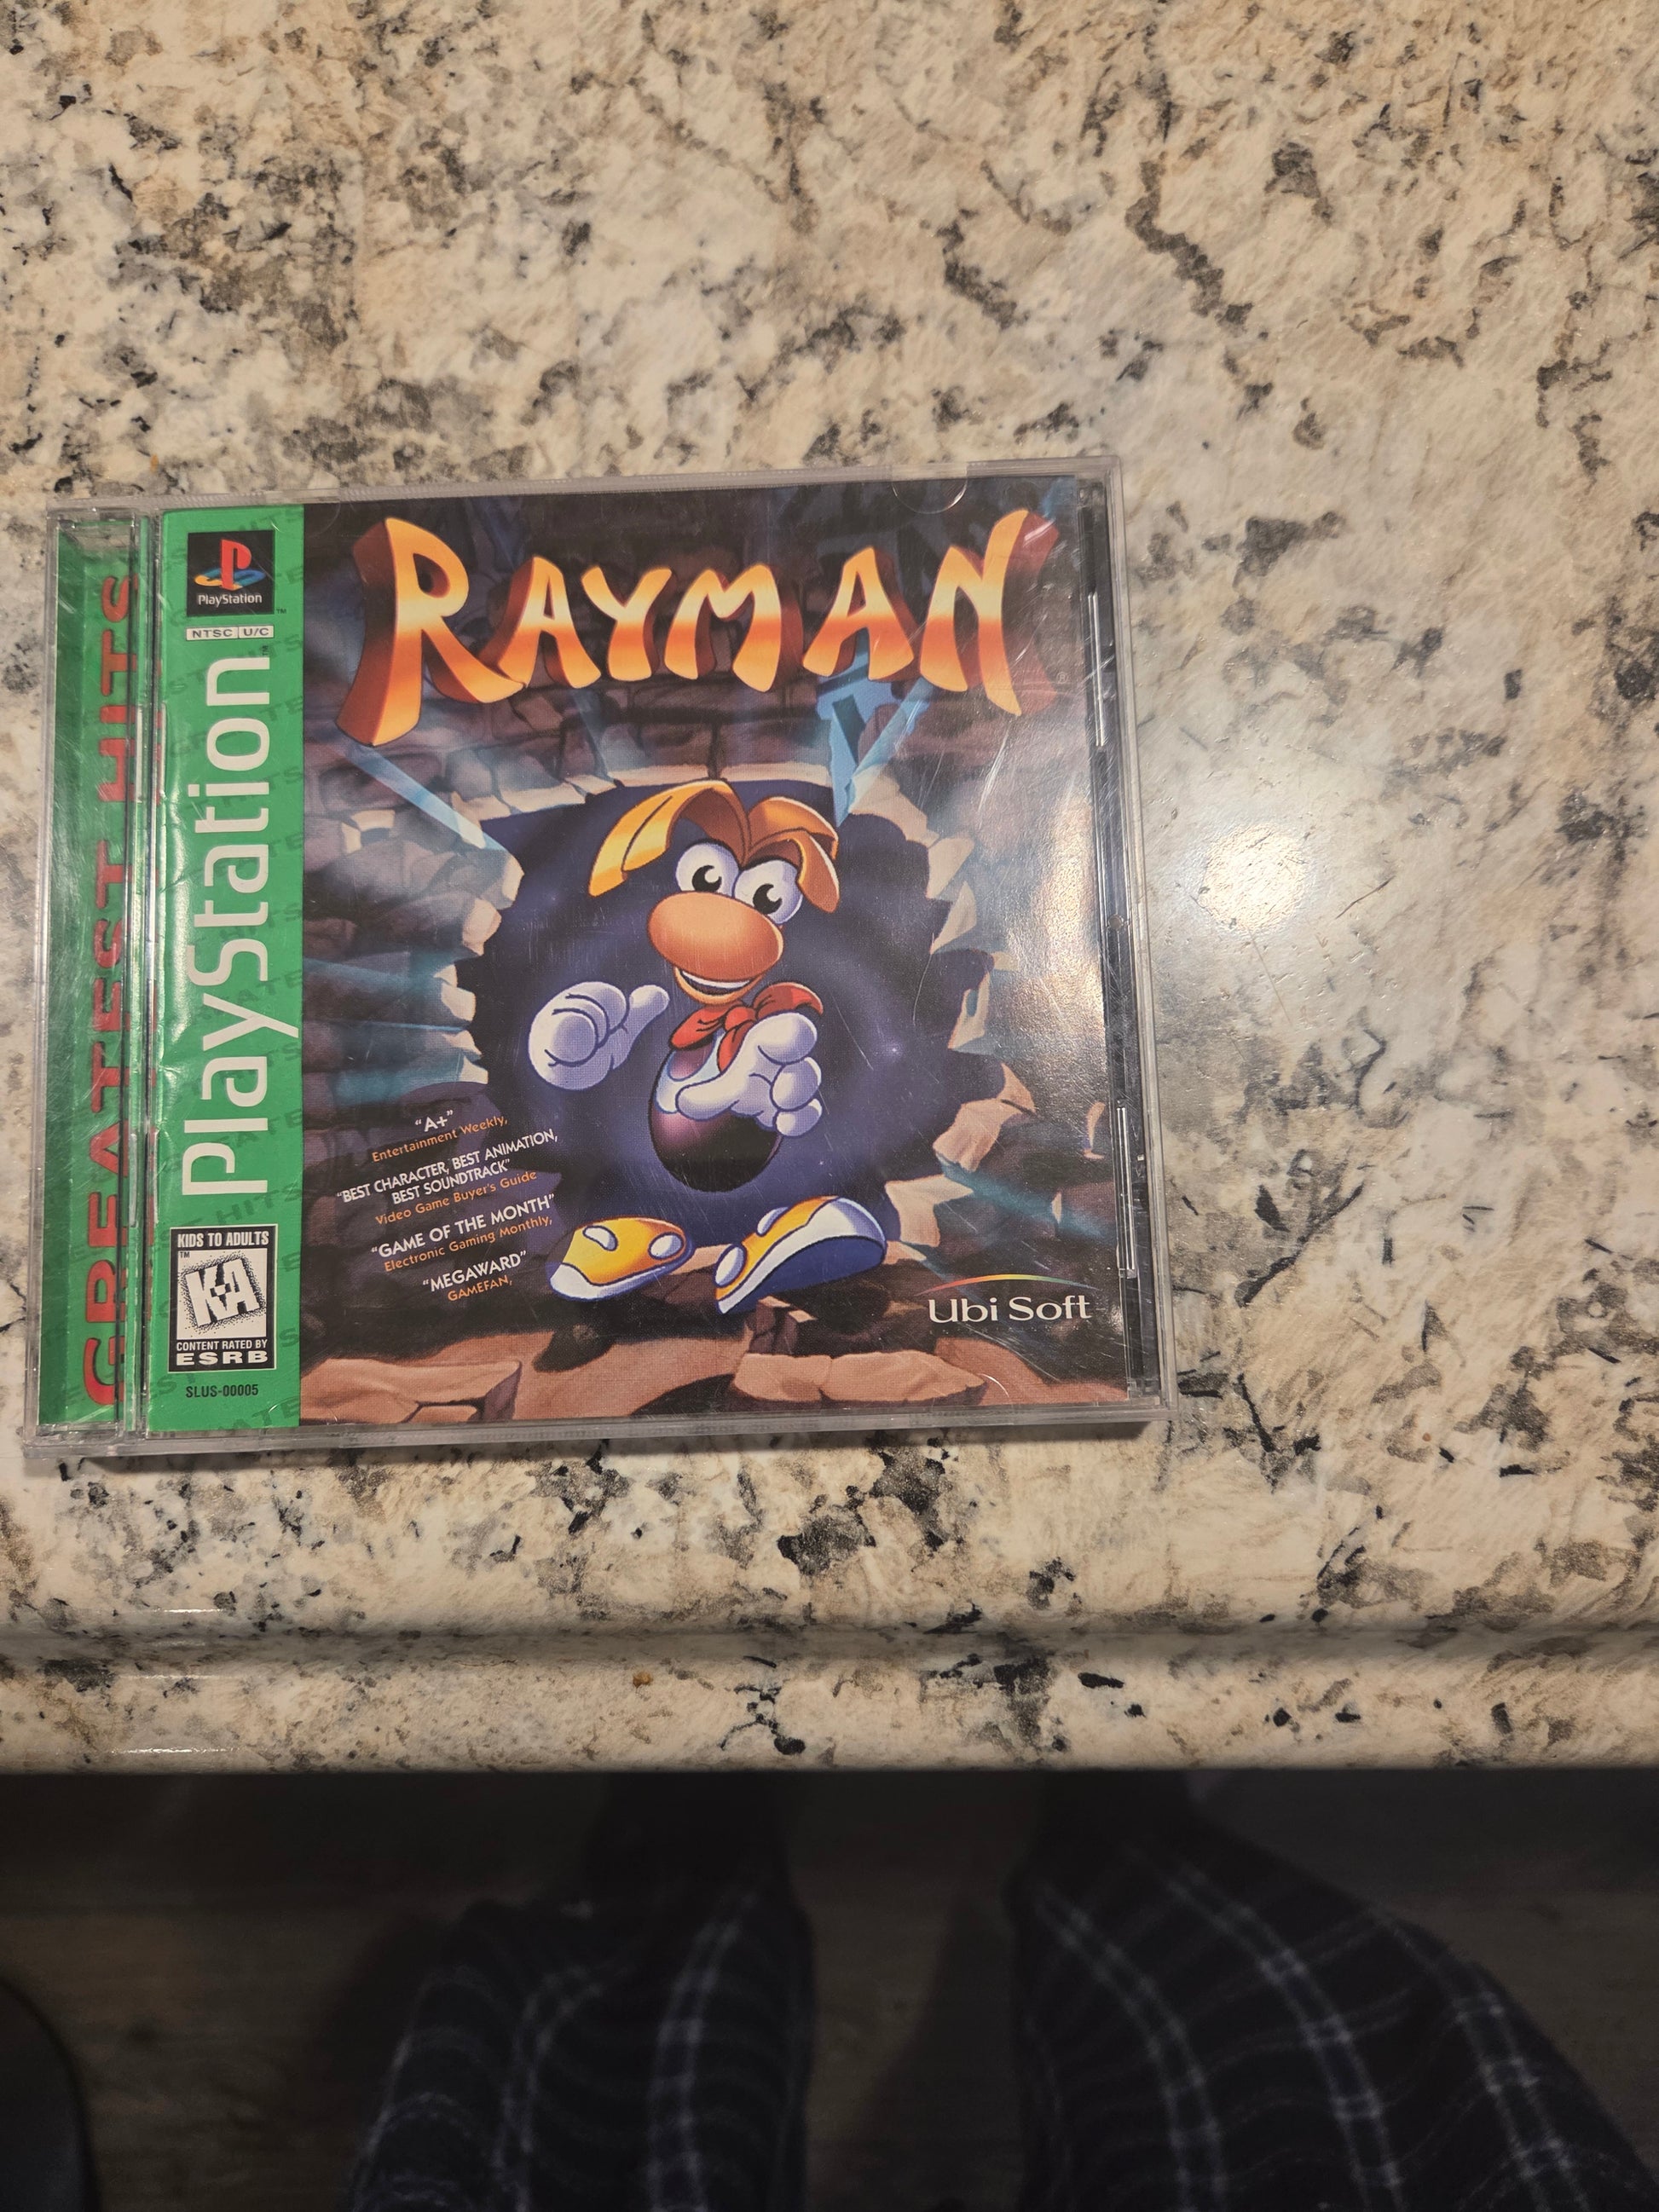 GREATEST HITS
PlayStation
NTSC U/C
PlayStation
KIDS TO ADULTS
K-A
CONTENT RATED BY
ESRB
SLUS-00005
RAYMAN
"A+"
Entertainment Weekly,
"BEST CHARACTER, BEST ANIMATION,
BEST SOUNDTRACK"
Video Game Buyer's Guide
"GAME OF THE MONTH"
Electronic Gaming Monthly,
"MEGAWARD"
GAMEFAN,
Ubi Soft